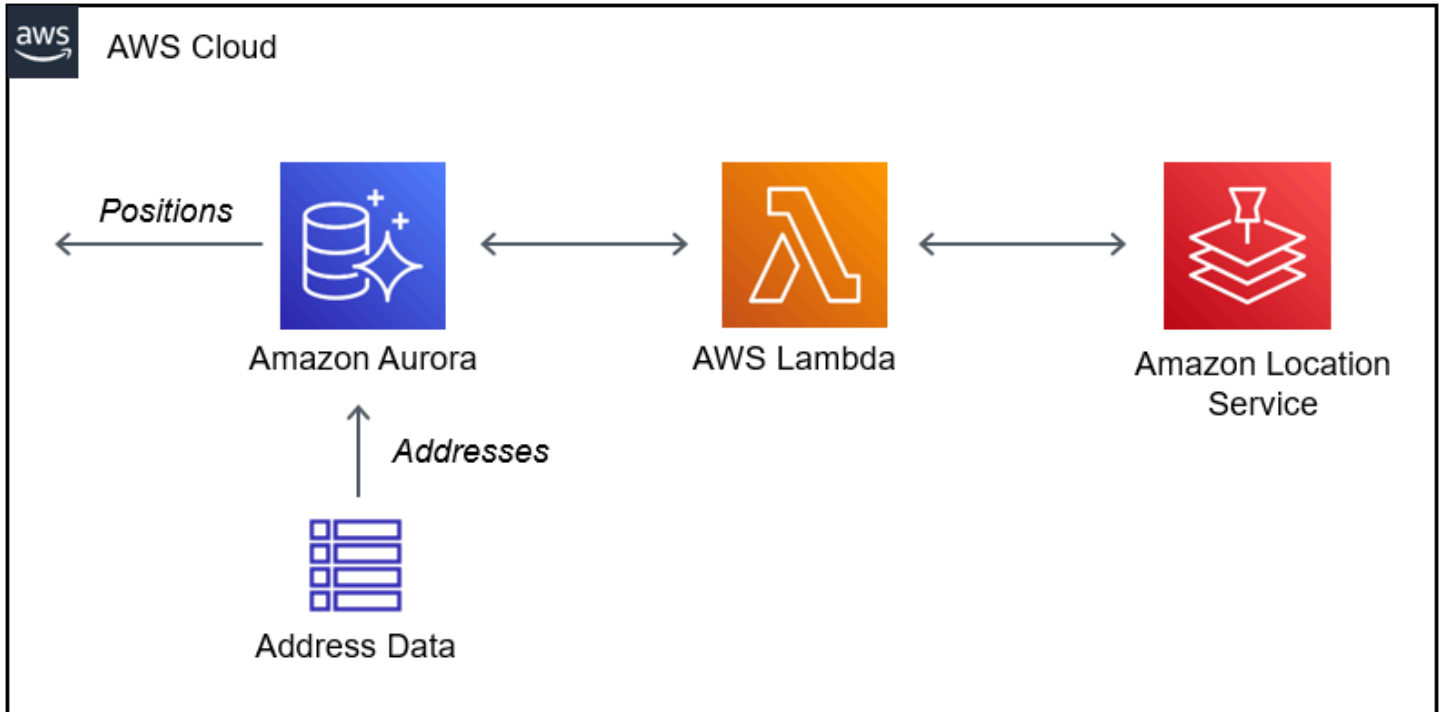 aws
AWS Cloud
Positions
Amazon Aurora
AWS Lambda
Amazon Location
Service
Addresses
Address Data